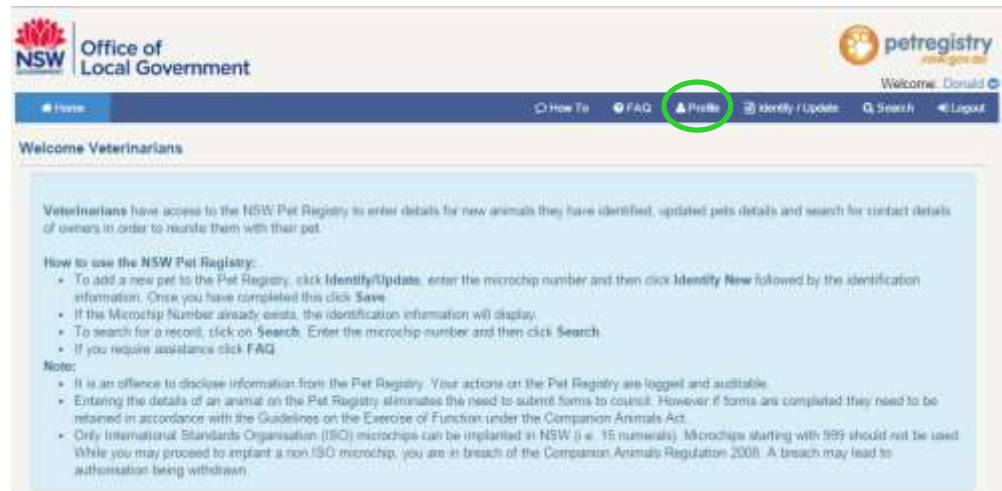 NSW
GOVERNMENT
Office of
Local Government
petregistry
nsw.gov.au
Welcome, Donald
Home
How To
FAQ
Profile
Identify / Update
Search
Logout
Welcome Veterinarians
Veterinarians have access to the NSW Pet Registry to enter details for new animals they have identified, updated pets details and search for contact details
of owners in order to reunite them with their pet.
How to use the NSW Pet Registry:
• To add a new pet to the Pet Registry, click Identify/Update, enter the microchip number and then click Identify New followed by the identification
information. Once you have completed this click Save
• If the Microchip Number already exists, the identification information will display.
• To search for a record, click on Search. Enter the microchip number and then click Search.
• If you require assistance click FAQ
Note:
• It is an offence to disclose information from the Pet Registry. Your actions on the Pet Registry are logged and auditable.
• Entering the details of an animal on the Pet Registry eliminates the need to submit forms to council. However if forms are completed they need to be
retained in accordance with the Guidelines on the Exercise of Function under the Companion Animals Act.
• Only International Standards Organisation (ISO) microchips can be implanted in NSW (i.e. 15 numerals). Microchips starting with 999 should not be used.
While you may proceed to implant a non ISO microchip, you are in breach of the Companion Animals Regulation 2008. A breach may lead to
authorisation being withdrawn.